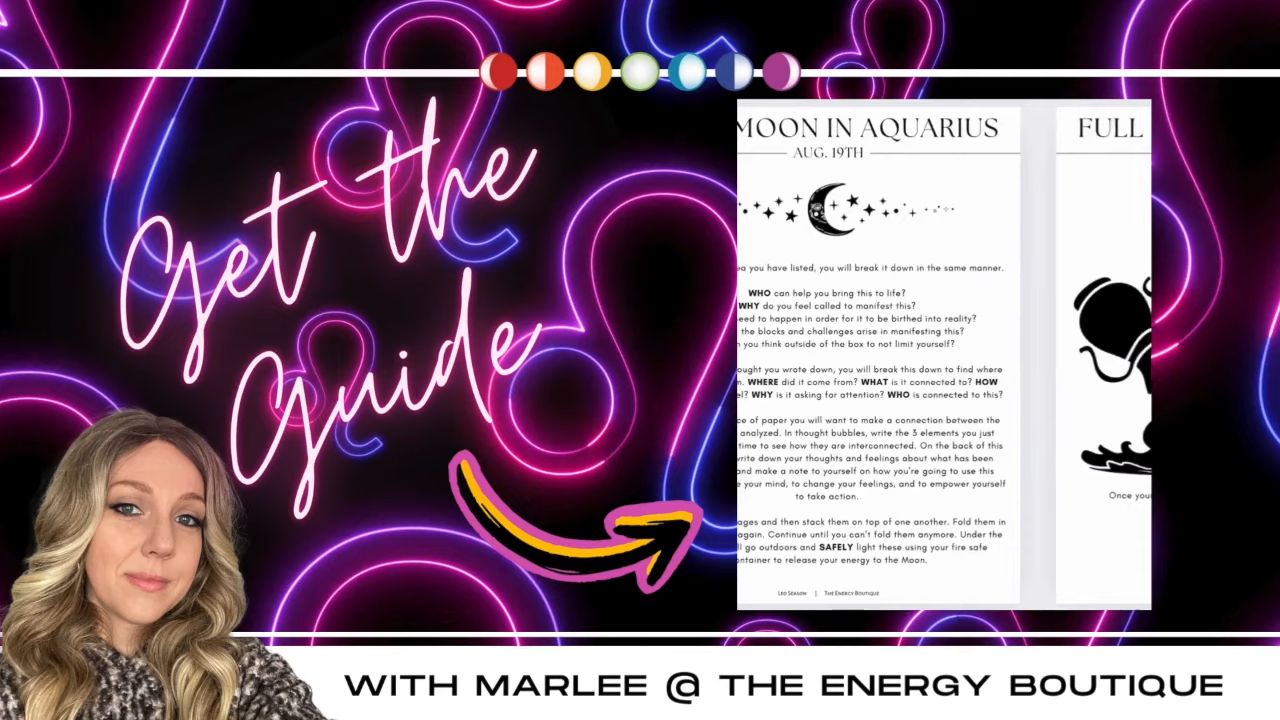 Get the
Guide
MOON IN AQUARIUS
AUG. 19TH
you have listed, you will break it down in the same manner.
WHO can help you bring this to life?
WHY do you feel called to manifest this?
need to happen in order for it to be birthed into reality?
the blocks and challenges arise in manifesting this?
you think outside of the box to not limit yourself?
you wrote down, you will break this down to find where
WHERE did it come from? WHAT is it connected to? HOW
WHY is it asking for attention? WHO is connected to this?
of paper you will want to make a connection between the
analyzed. In thought bubbles, write the 3 elements you just
time to see how they are interconnected. On the back of this
write down your thoughts and feelings about what has been
and make a note to yourself on how you're going to use this
your mind, to change your feelings, and to empower yourself
to take action.
and then stack them on top of one another. Fold them in
again. Continue until you can't fold them anymore. Under the
go outdoors and SAFELY light these using your fire safe
container to release your energy to the Moon.
LEO SEASON | THE ENERGY BOUTIQUE
FULL
Once you
WITH MARLEE @ THE ENERGY BOUTIQUE